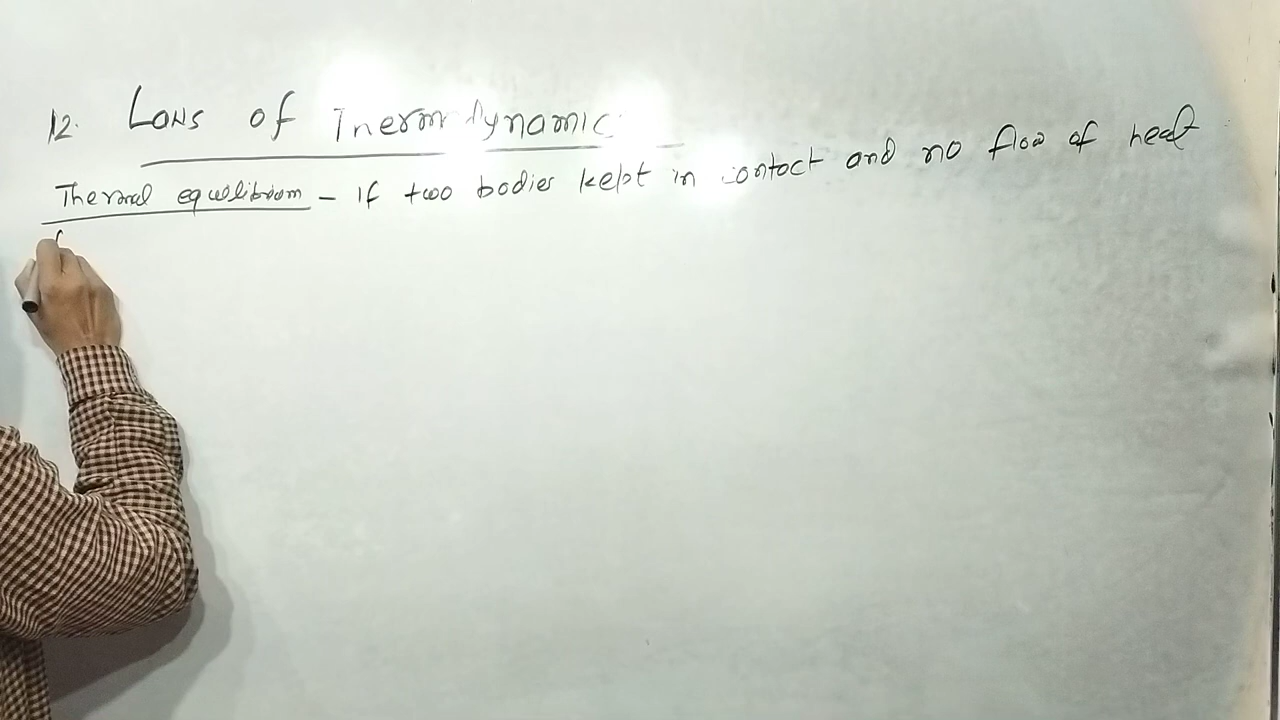 12. Laws of Thermodynamic
Thermal equilibrium - If two bodies kept in contact and no flow of heat